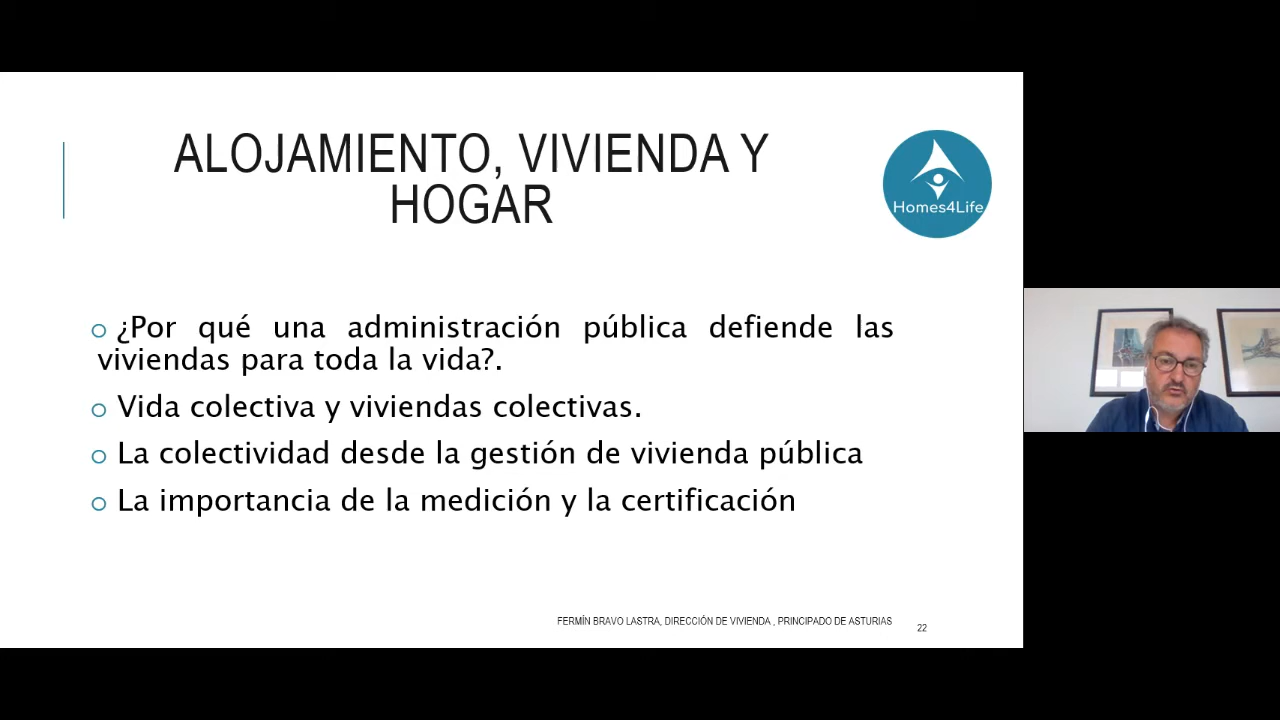 ALOJAMIENTO, VIVIENDA Y
HOGAR
Homes4Life
¿Por qué una administración pública defiende las
viviendas para toda la vida?.
Vida colectiva y viviendas colectivas.
La colectividad desde la gestión de vivienda pública
La importancia de la medición y la certificación
FERMÍN BRAVO LASTRA, DIRECCIÓN DE VIVIENDA , PRINCIPADO DE ASTURIAS
22